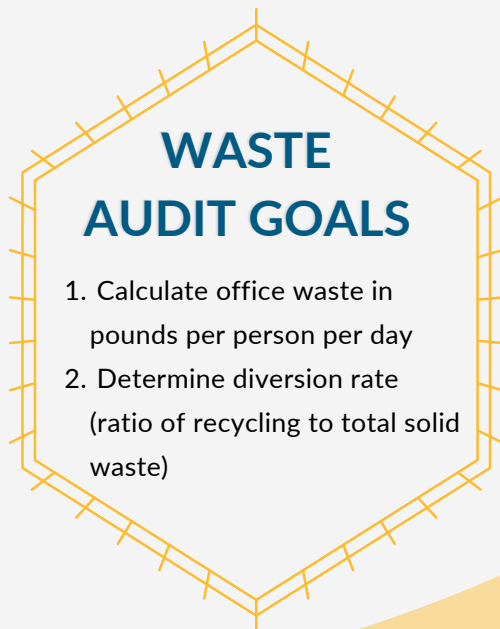 WASTE
AUDIT GOALS
1. Calculate office waste in
pounds per person per day
2. Determine diversion rate
(ratio of recycling to total solid
waste)